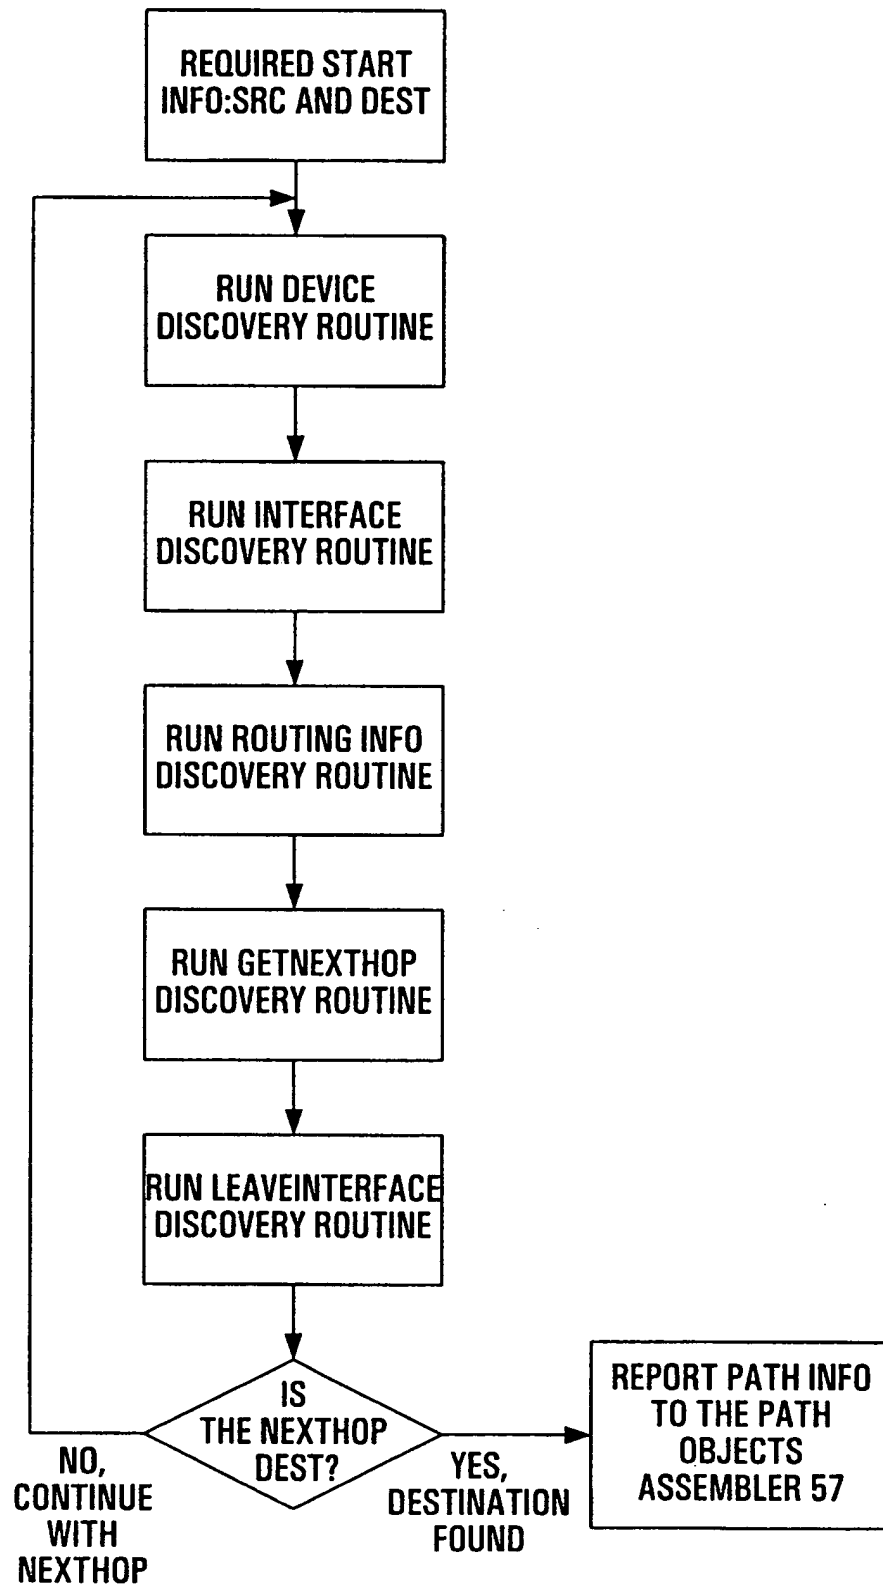 REQUIRED START
INFO:SRC AND DEST
RUN DEVICE
DISCOVERY ROUTINE
RUN INTERFACE
DISCOVERY ROUTINE
RUN ROUTING INFO
DISCOVERY ROUTINE
RUN GETNEXTHOP
DISCOVERY ROUTINE
RUN LEAVEINTERFACE
DISCOVERY ROUTINE
IS
THE NEXTHOP
DEST?
NO,
CONTINUE
WITH
NEXTHOP
YES,
DESTINATION
FOUND
REPORT PATH INFO
TO THE PATH
OBJECTS
ASSEMBLER 57